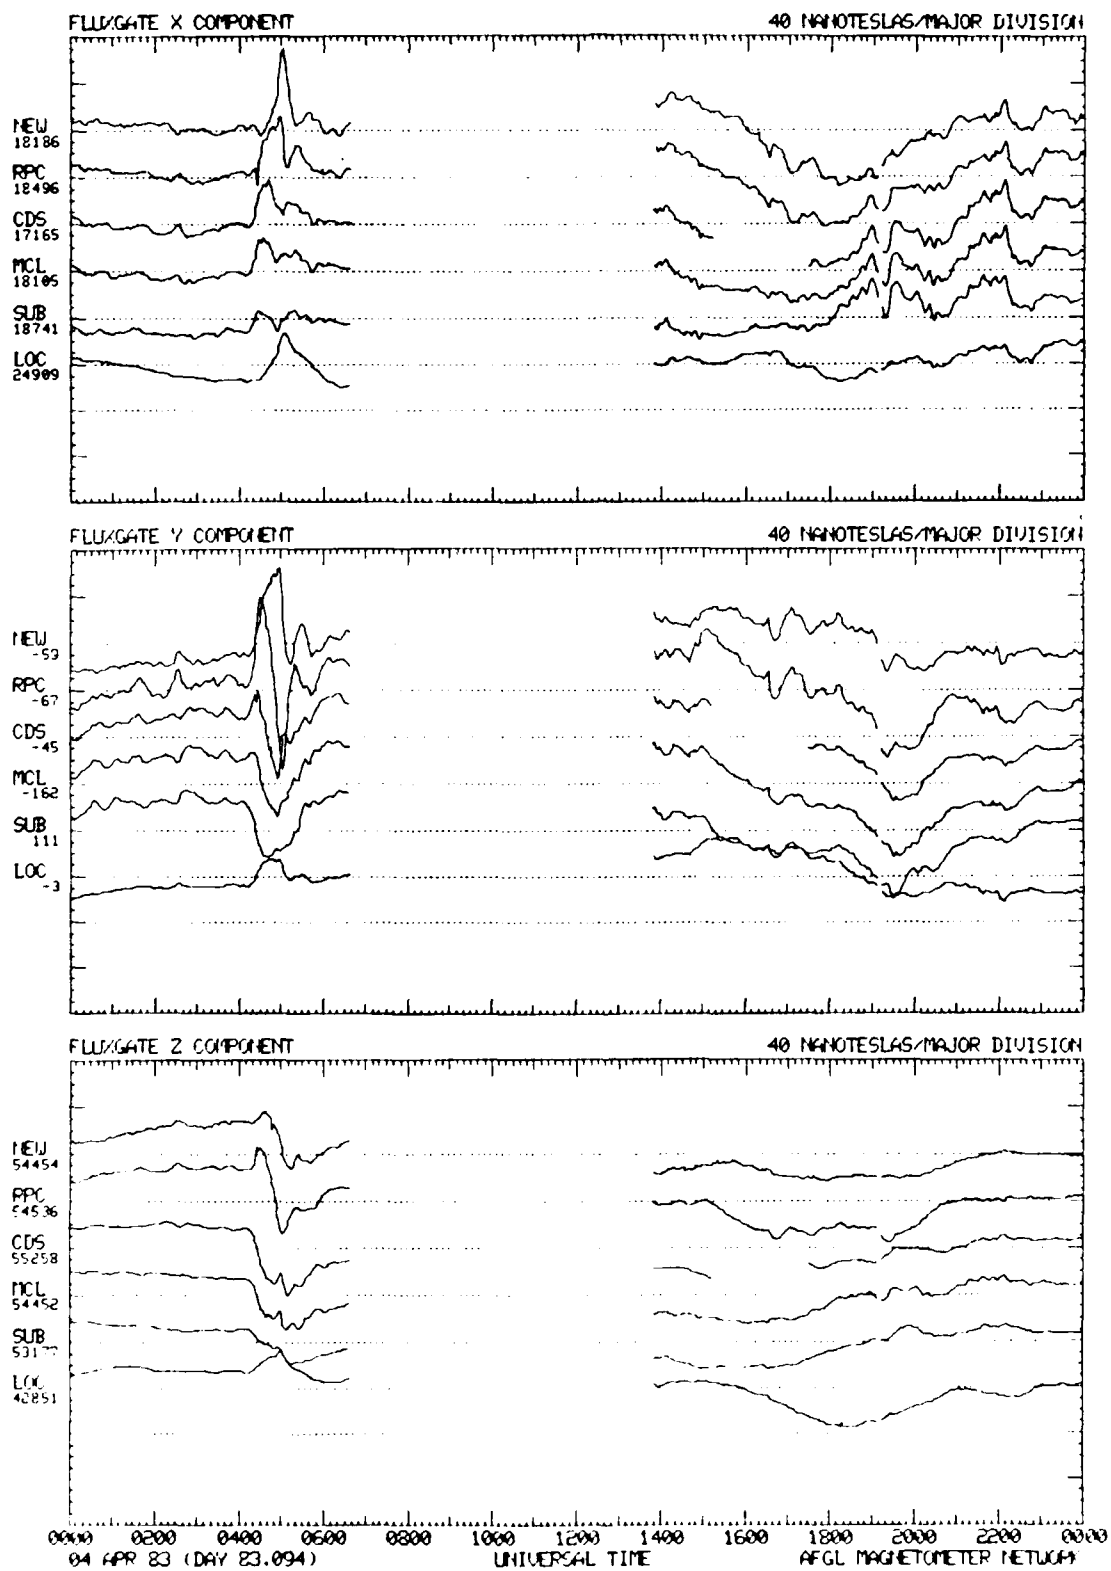 FLUXGATE X COMPONENT 40 NANOTESLAS/MAJOR DIVISION
NEW
18186
RPC
18496
CDS
17165
MCL
18105
SUB
18741
LOC
24909
FLUXGATE Y COMPONENT 40 NANOTESLAS/MAJOR DIVISION
NEW
-59
RPC
-67
CDS
-45
MCL
-162
SUB
111
LOC
-3
FLUXGATE Z COMPONENT 40 NANOTESLAS/MAJOR DIVISION
NEW
54454
RPC
54536
CDS
55258
MCL
54452
SUB
LOC
42851
0000 0200 0400 0600 0800 1000 1200 1400 1600 1800 2000 2200 0000
04 APR 83 (DAY 83.094) UNIVERSAL TIME AFGL MAGNETOMETER NETWORK